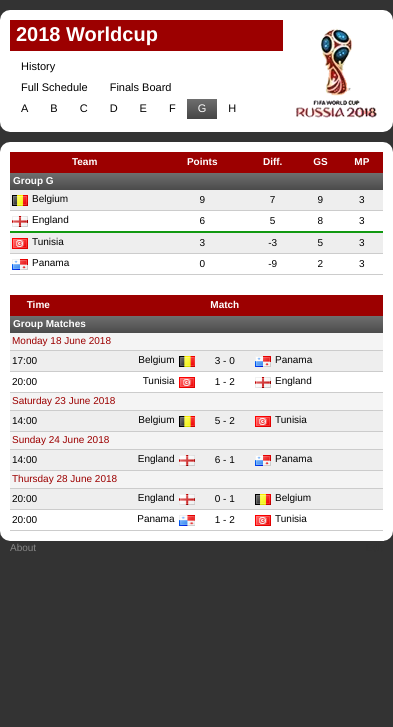 2018 Worldcup
History
Full Schedule Finals Board
A B C D E F G H
FIFA WORLD CUP
RUSSIA 2018
Team Points Diff. GS MP
Group G
Belgium 9 7 9 3
England 6 5 8 3
Tunisia 3 -3 5 3
Panama 0 -9 2 3
Time Match
Group Matches
Monday 18 June 2018
17:00 Belgium 3 - 0 Panama
20:00 Tunisia 1 - 2 England
Saturday 23 June 2018
14:00 Belgium 5 - 2 Tunisia
Sunday 24 June 2018
14:00 England 6 - 1 Panama
Thursday 28 June 2018
20:00 England 0 - 1 Belgium
20:00 Panama 1 - 2 Tunisia
About